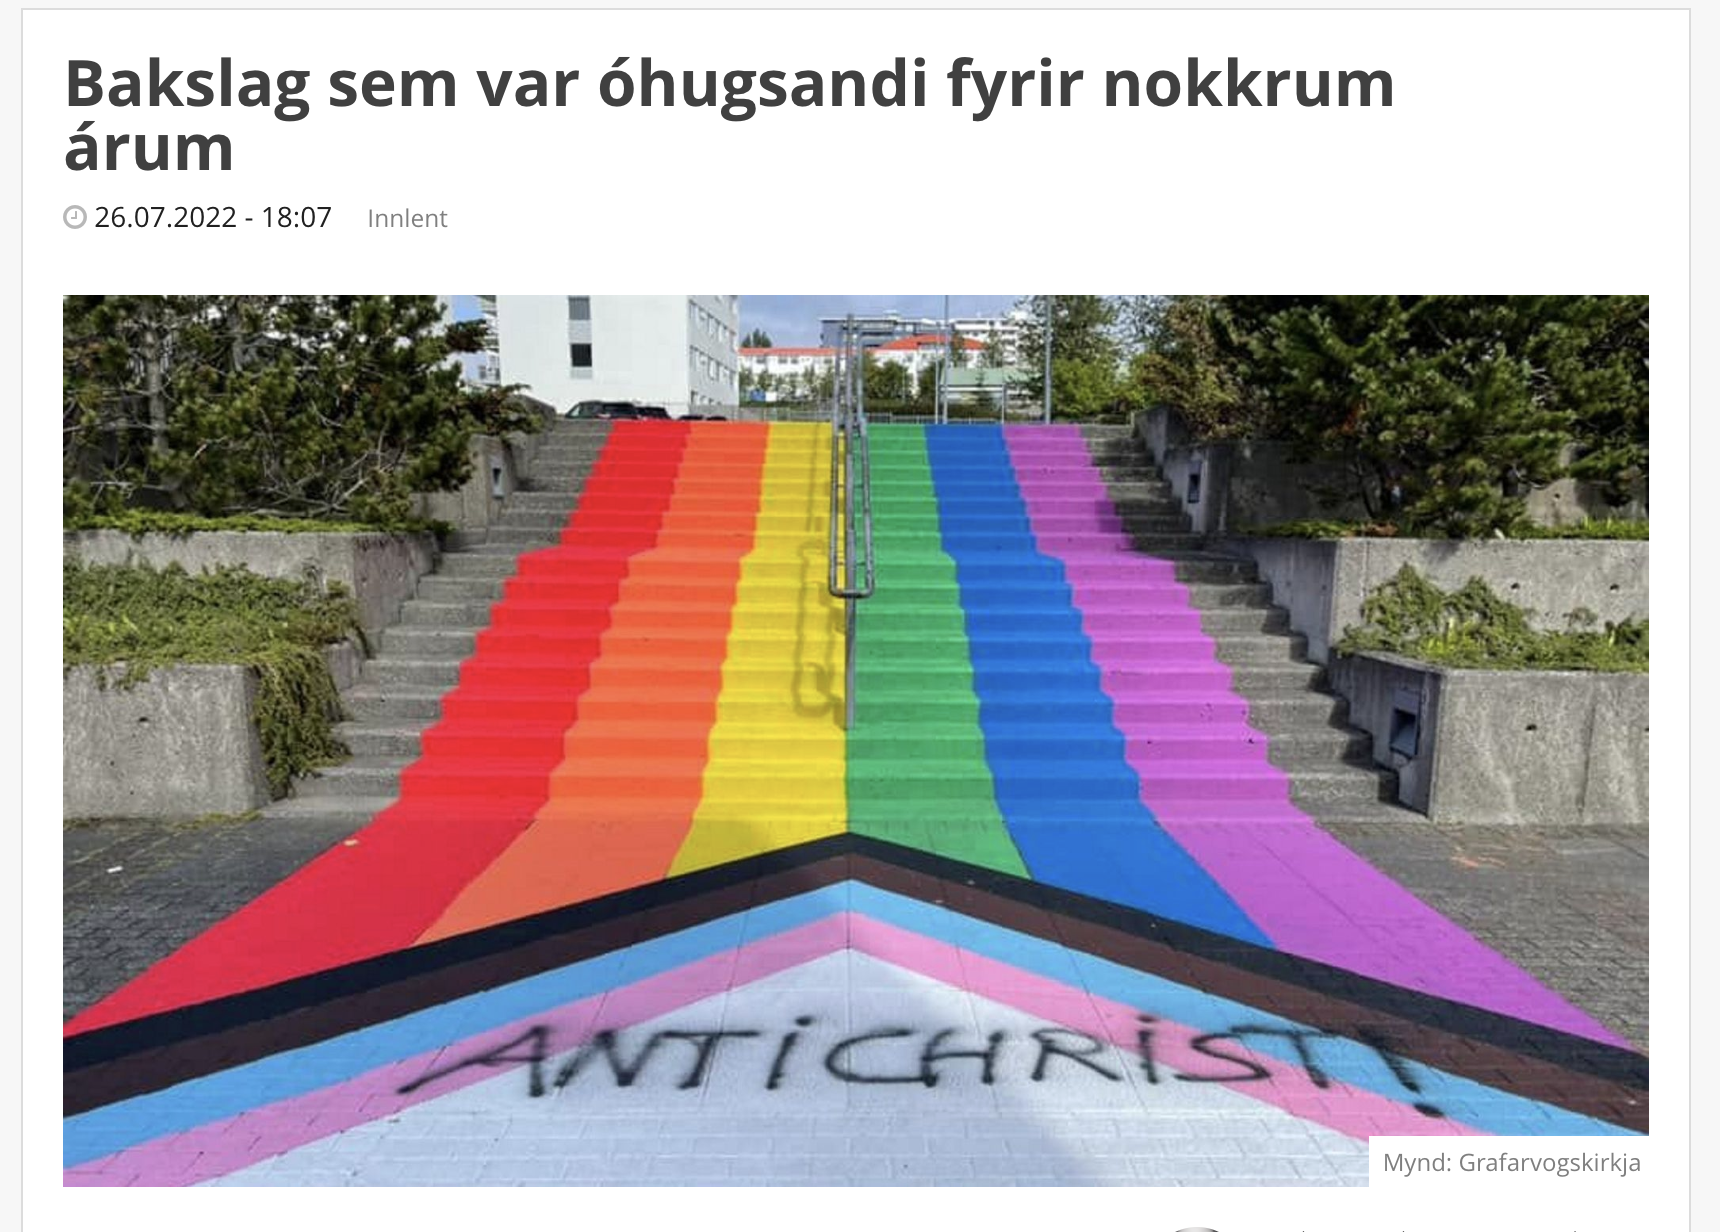 Bakslag sem var óhugsandi fyrir nokkrum
árum
26.07.2022 - 18:07 Innlent
ANTiCHRiST!
Mynd: Grafarvogskirkja